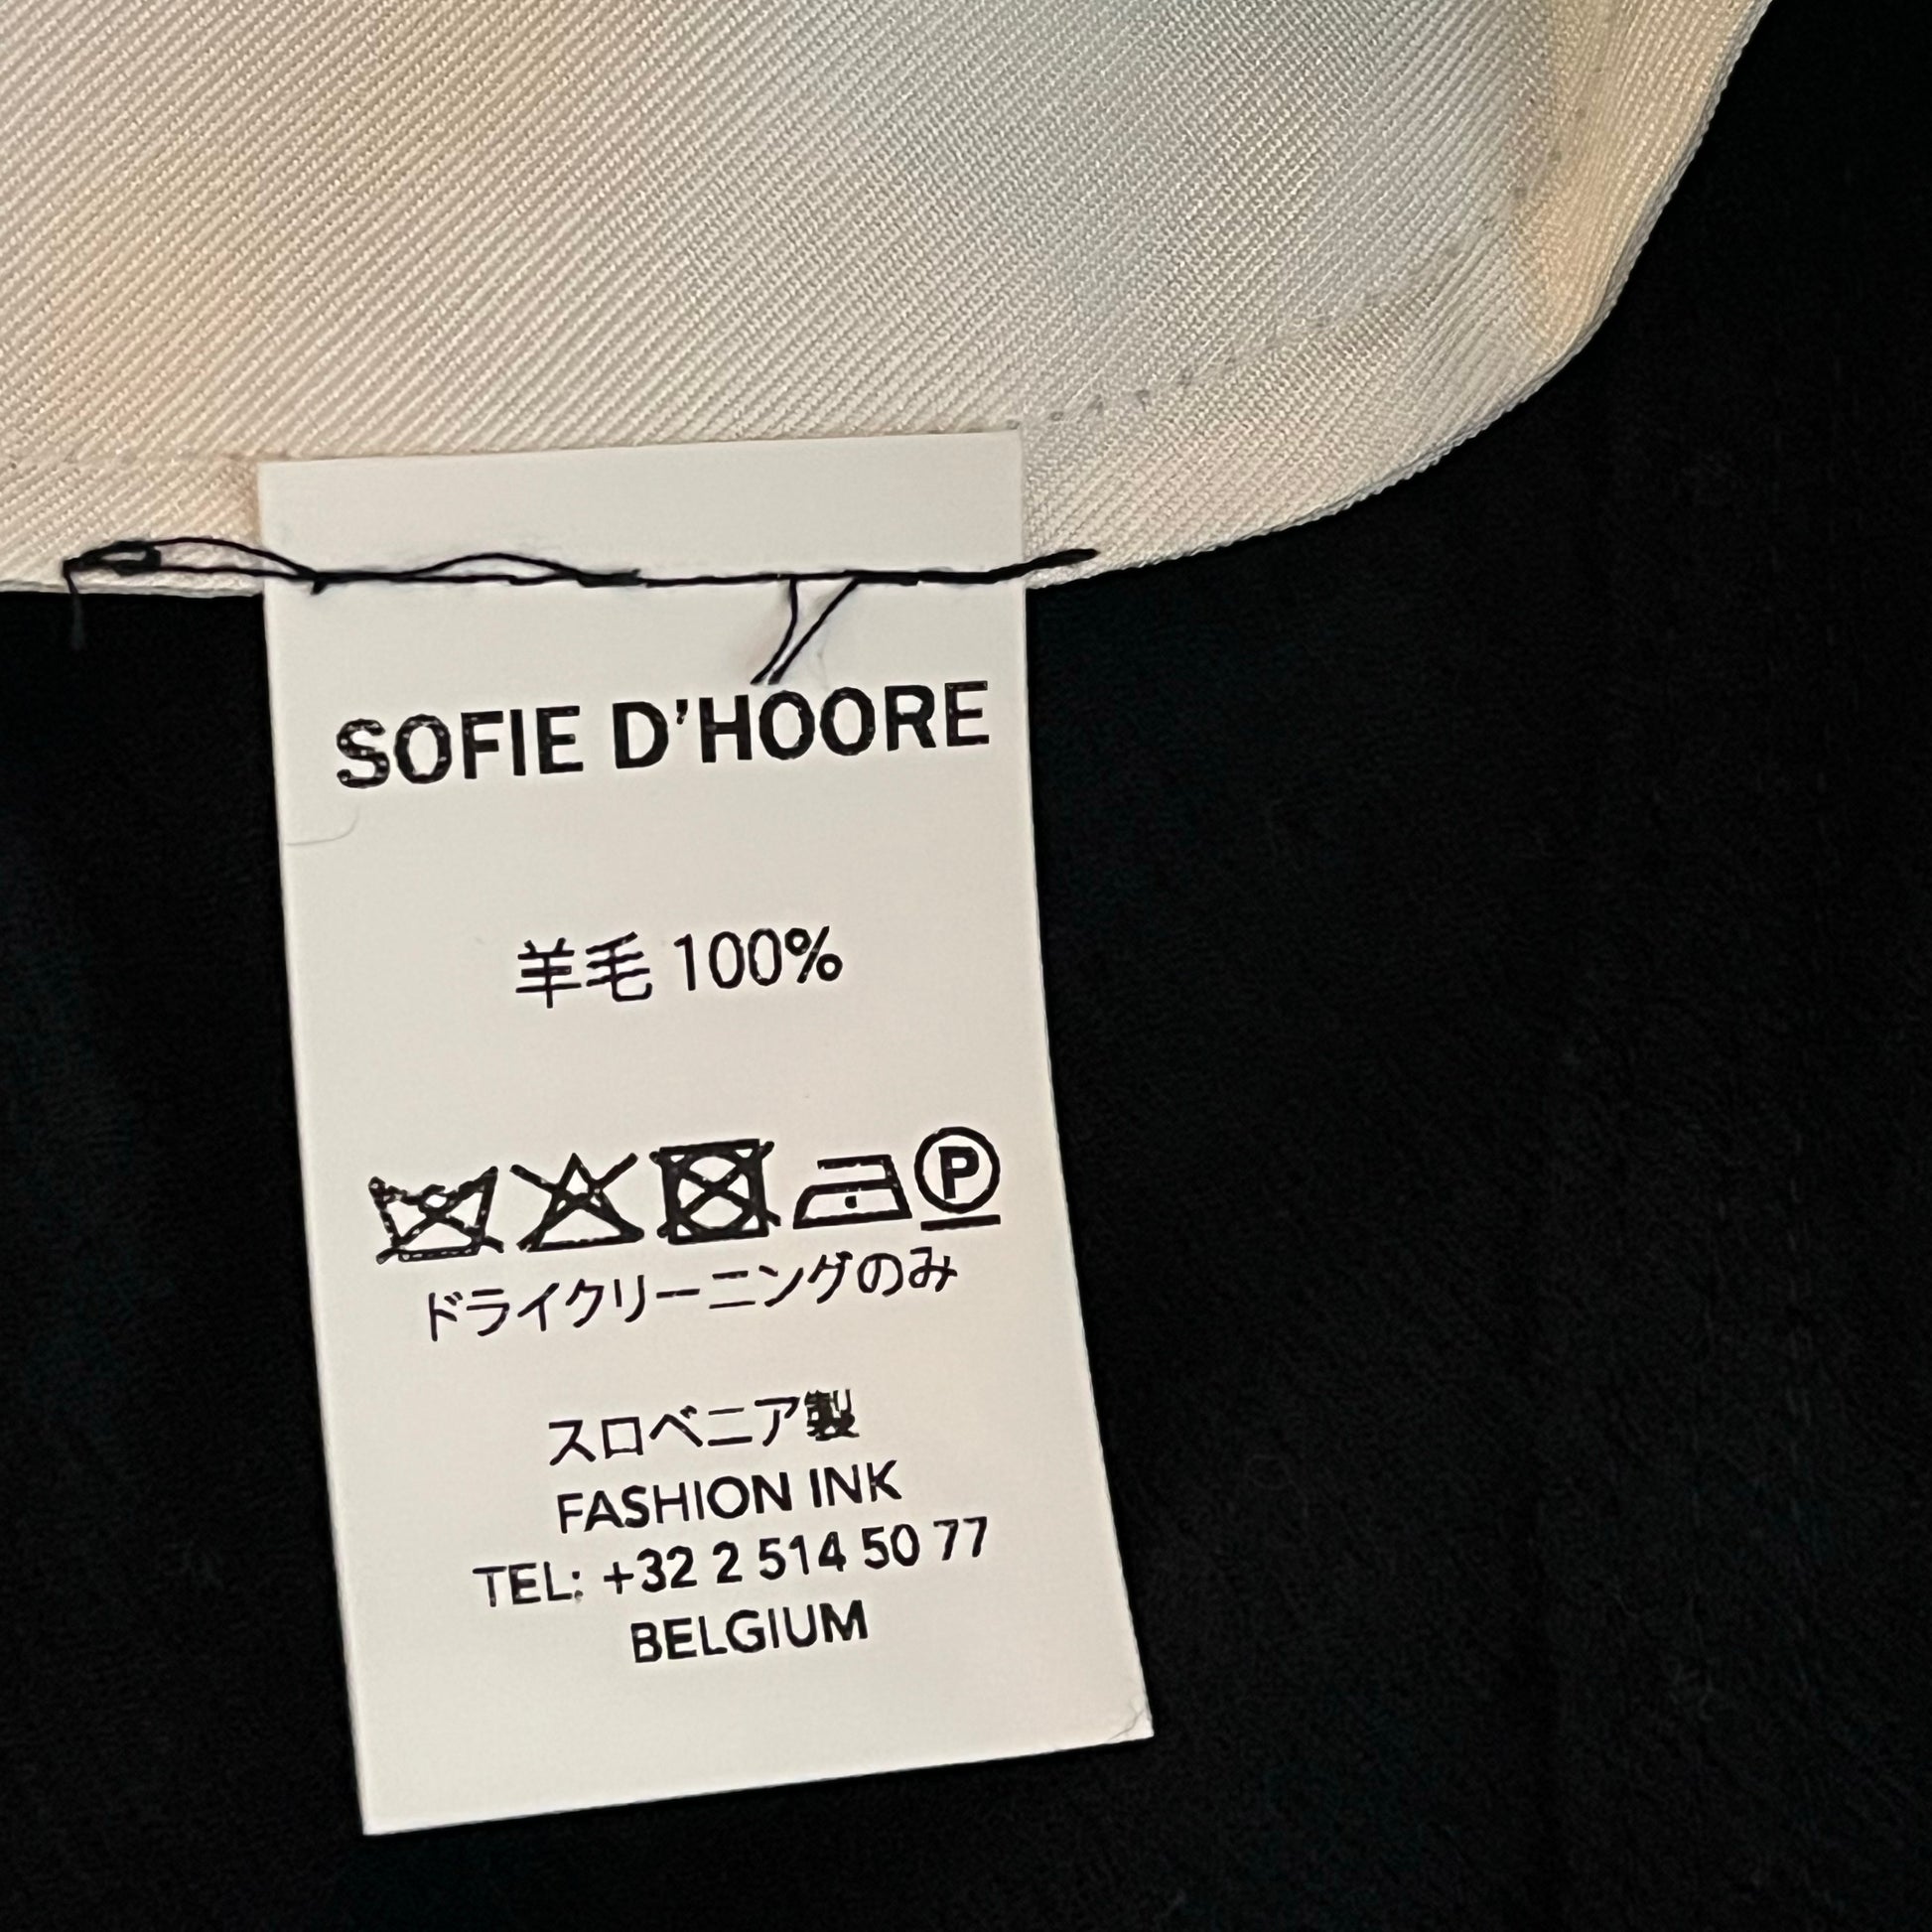 SOFIE D'HOORE
羊毛 100%
P
ドライクリーニングのみ
スロベニア製
FASHION INK
TEL: +32 2 514 50 77
BELGIUM